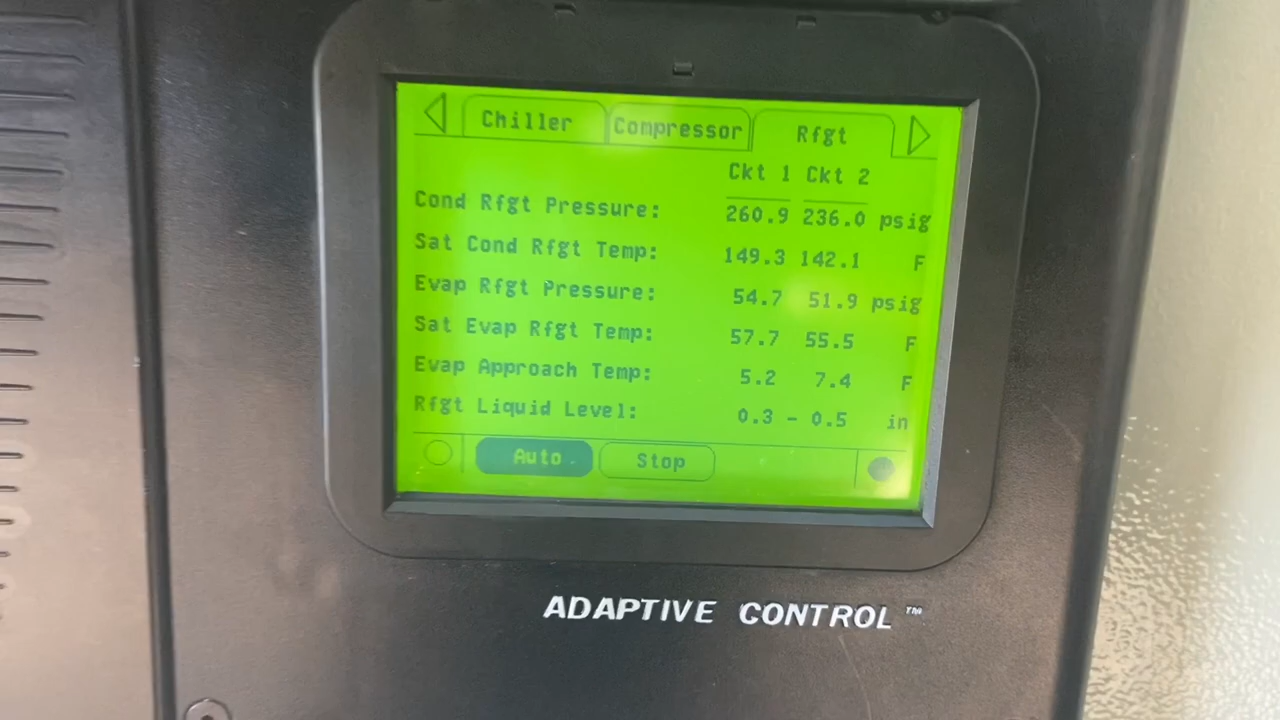 Chiller Compressor Rfgt
Ckt 1 Ckt 2
Cond Rfgt Pressure: 260.9 236.0 psig
Sat Cond Rfgt Temp: 149.3 142.1 F
Evap Rfgt Pressure: 54.7 51.9 psig
Sat Evap Rfgt Temp: 57.7 55.5 F
Evap Approach Temp: 5.2 7.4 F
Rfgt Liquid Level: 0.3 - 0.5 in
Auto Stop
ADAPTIVE CONTROL™